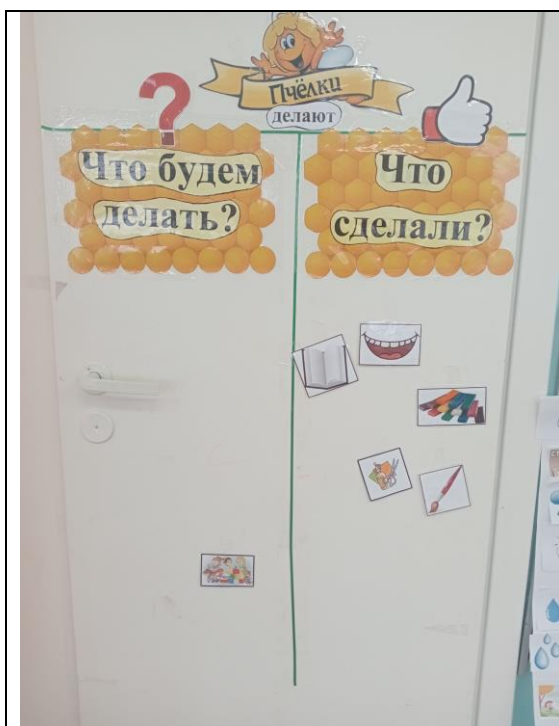 Пчёлки
делают
Что будем
делать?
Что
сделали?